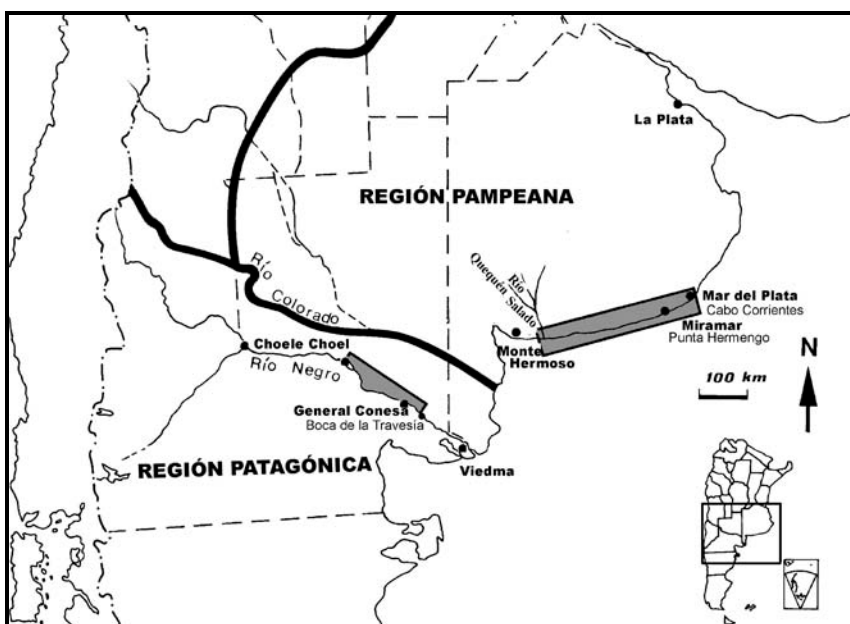 La Plata
REGIÓN PAMPEANA
Río
Quequén Salado
Río Colorado
Mar del Plata
Cabo Corrientes
Miramar
Punta Hermengo
Monte
Hermoso
Choele Choel
Río Negro
N
100 km
General Conesa
Boca de la Travesía
REGIÓN PATAGÓNICA
Viedma